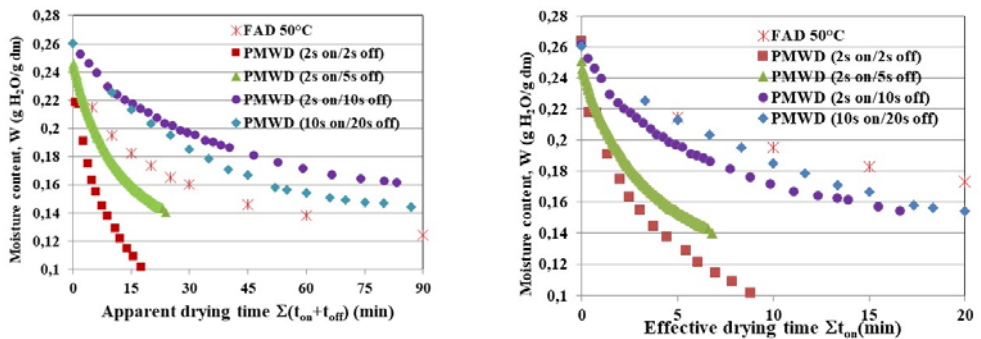 Moisture content, W (g H₂O/g dm)
0,28
0,26
0,24
0,22
0,2
0,18
0,16
0,14
0,12
0,1
FAD 50°C
PMWD (2s on/2s off)
PMWD (2s on/5s off)
PMWD (2s on/10s off)
PMWD (10s on/20s off)
0 15 30 45 60 75 90
Apparent drying time Σ(tₒₙ+tₒff) (min)
Moisture content, W (g H₂O/g dm)
0,28
0,26
0,24
0,22
0,20
0,18
0,16
0,14
0,12
0,1
FAD 50°C
PMWD (2s on/2s off)
PMWD (2s on/5s off)
PMWD (2s on/10s off)
PMWD (10s on/20s off)
0 5 10 15 20
Effective drying time Σtₒₙ(min)